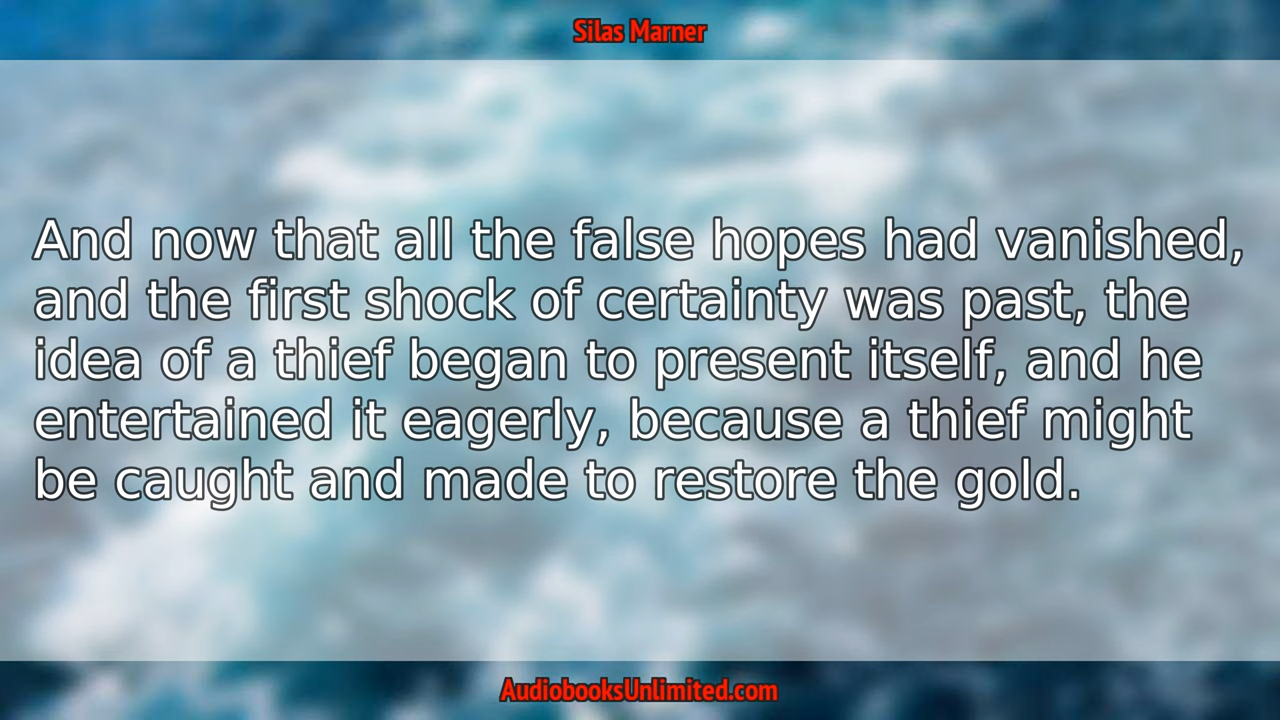 Silas Marner
And now that all the false hopes had vanished,
and the first shock of certainty was past, the
idea of a thief began to present itself, and he
entertained it eagerly, because a thief might
be caught and made to restore the gold.
AudiobooksUnlimited.com